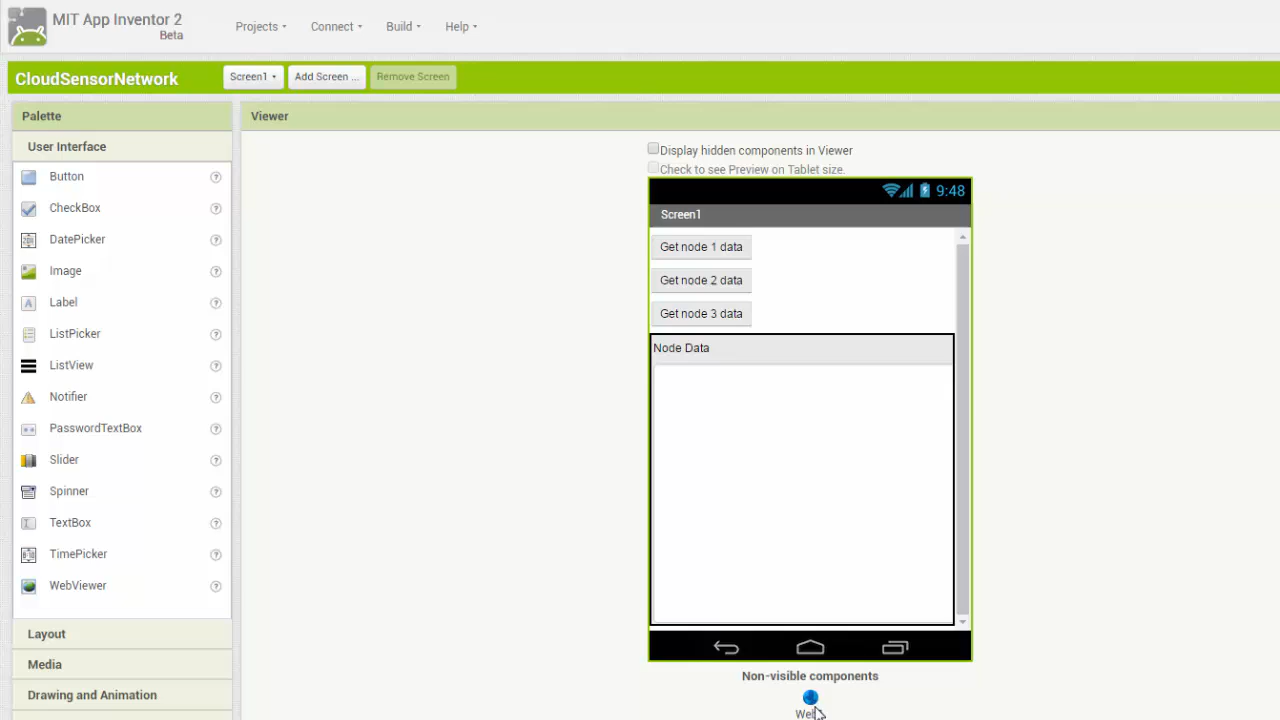 MIT App Inventor 2
Beta
Projects
Connect
Build
Help
CloudSensorNetwork
Screen1
Add Screen ...
Remove Screen
Palette
Viewer
User Interface
Button
CheckBox
DatePicker
Image
Label
ListPicker
ListView
Notifier
PasswordTextBox
Slider
Spinner
TextBox
TimePicker
WebViewer
Layout
Media
Drawing and Animation
Display hidden components in Viewer
Check to see Preview on Tablet size.
9:48
Screen1
Get node 1 data
Get node 2 data
Get node 3 data
Node Data
Non-visible components